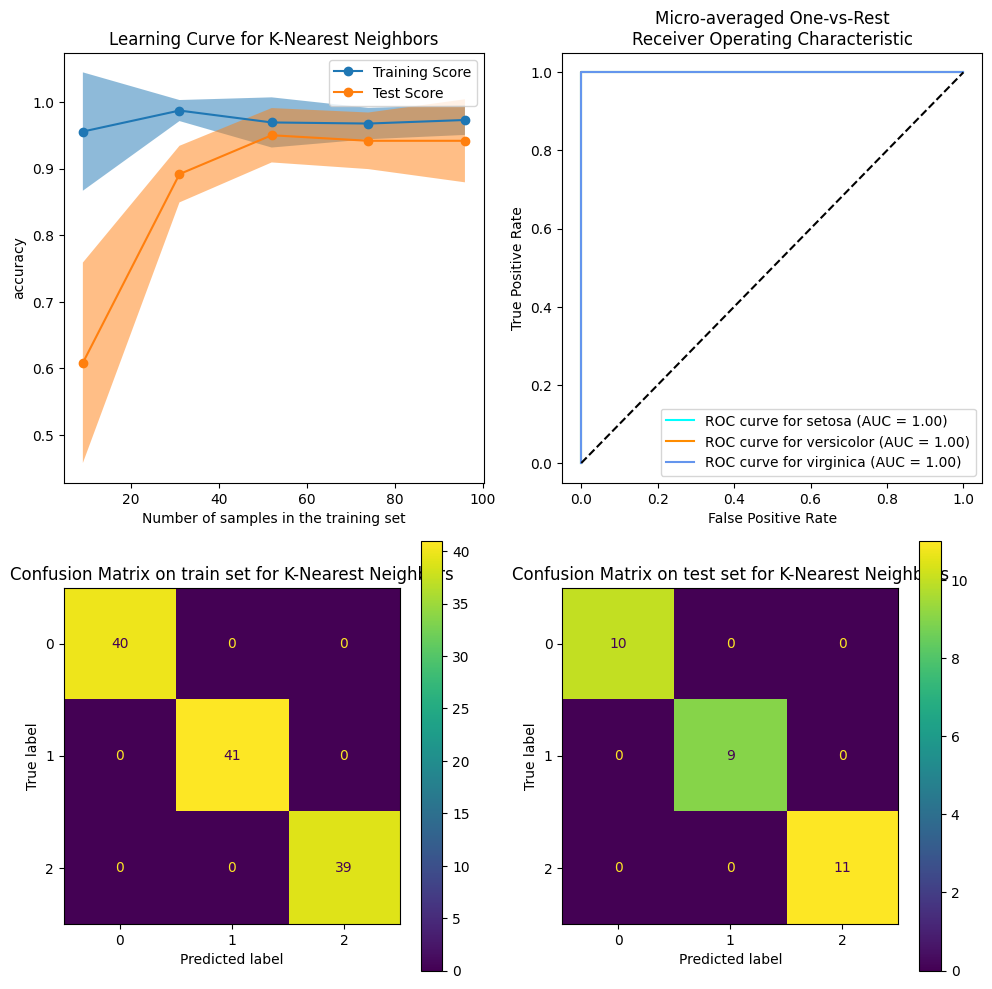 Learning Curve for K-Nearest Neighbors
Training Score
Test Score
accuracy
1.0
0.9
0.8
0.7
0.6
0.5
20 40 60 80 100
Number of samples in the training set
Micro-averaged One-vs-Rest
Receiver Operating Characteristic
True Positive Rate
1.0
0.8
0.6
0.4
0.2
0.0
ROC curve for setosa (AUC = 1.00)
ROC curve for versicolor (AUC = 1.00)
ROC curve for virginica (AUC = 1.00)
0.0 0.2 0.4 0.6 0.8 1.0
False Positive Rate
Confusion Matrix on train set for K-Nearest Neighbors
True label
0 40 0 0
1 0 41 0
2 0 0 39
0 1 2
Predicted label
40
35
30
25
20
15
10
5
0
Confusion Matrix on test set for K-Nearest Neighbors
True label
0 10 0 0
1 0 9 0
2 0 0 11
0 1 2
Predicted label
10
8
6
4
2
0